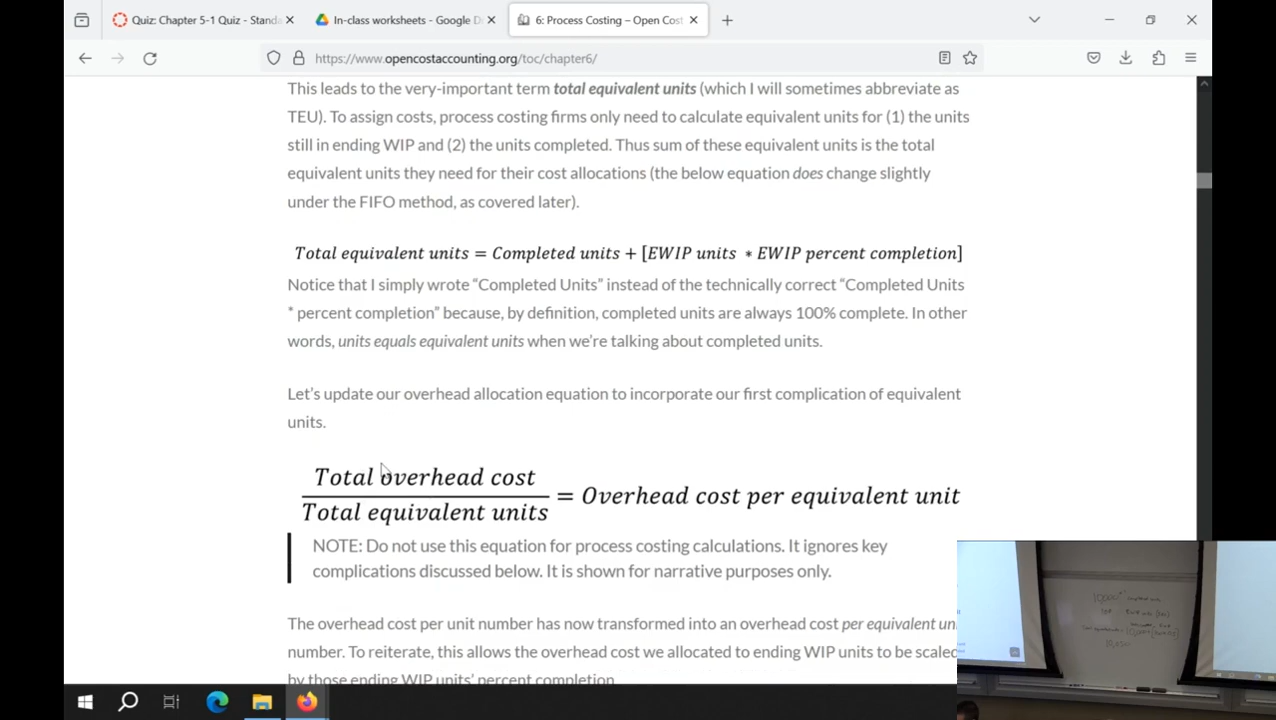 Quiz: Chapter 5-1 Quiz - Standa
In-class worksheets - Google D
6: Process Costing – Open Cost
https://www.opencostaccounting.org/toc/chapter6/
This leads to the very-important term total equivalent units (which I will sometimes abbreviate as
TEU). To assign costs, process costing firms only need to calculate equivalent units for (1) the units
still in ending WIP and (2) the units completed. Thus sum of these equivalent units is the total
equivalent units they need for their cost allocations (the below equation does change slightly
under the FIFO method, as covered later).
Total equivalent units = Completed units + [EWIP units * EWIP percent completion]
Notice that I simply wrote “Completed Units” instead of the technically correct “Completed Units
* percent completion” because, by definition, completed units are always 100% complete. In other
words, units equals equivalent units when we’re talking about completed units.
Let’s update our overhead allocation equation to incorporate our first complication of equivalent
units.
Total overhead cost
Total equivalent units
= Overhead cost per equivalent unit
NOTE: Do not use this equation for process costing calculations. It ignores key
complications discussed below. It is shown for narrative purposes only.
The overhead cost per unit number has now transformed into an overhead cost per equivalent un
number. To reiterate, this allows the overhead cost we allocated to ending WIP units to be scaled
by those ending WIP units’ percent completion